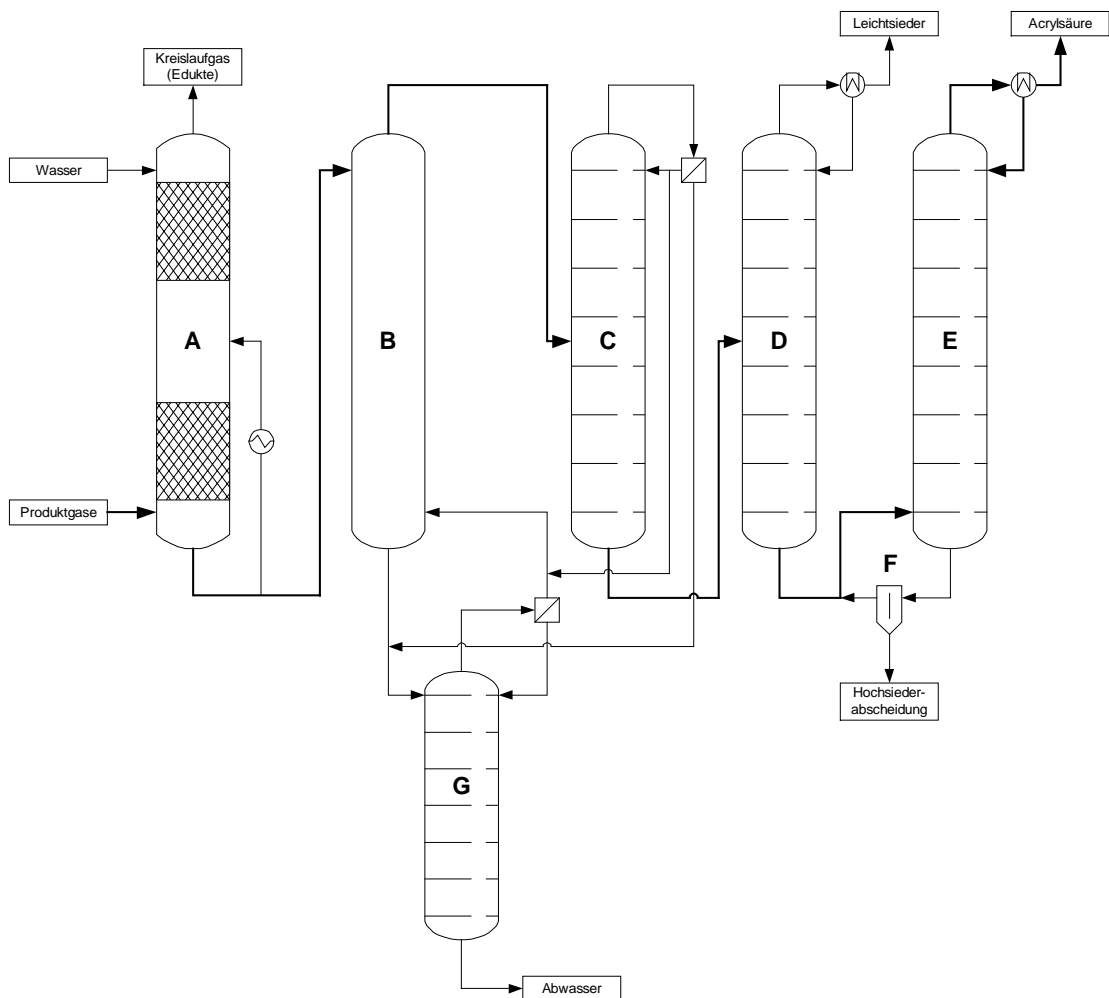 Leichtsieder
Acrylsäure
Kreislaufgas
(Edukte)
Wasser
A
B
C
D
E
Produktgase
F
Hochsieder-
abscheidung
G
Abwasser